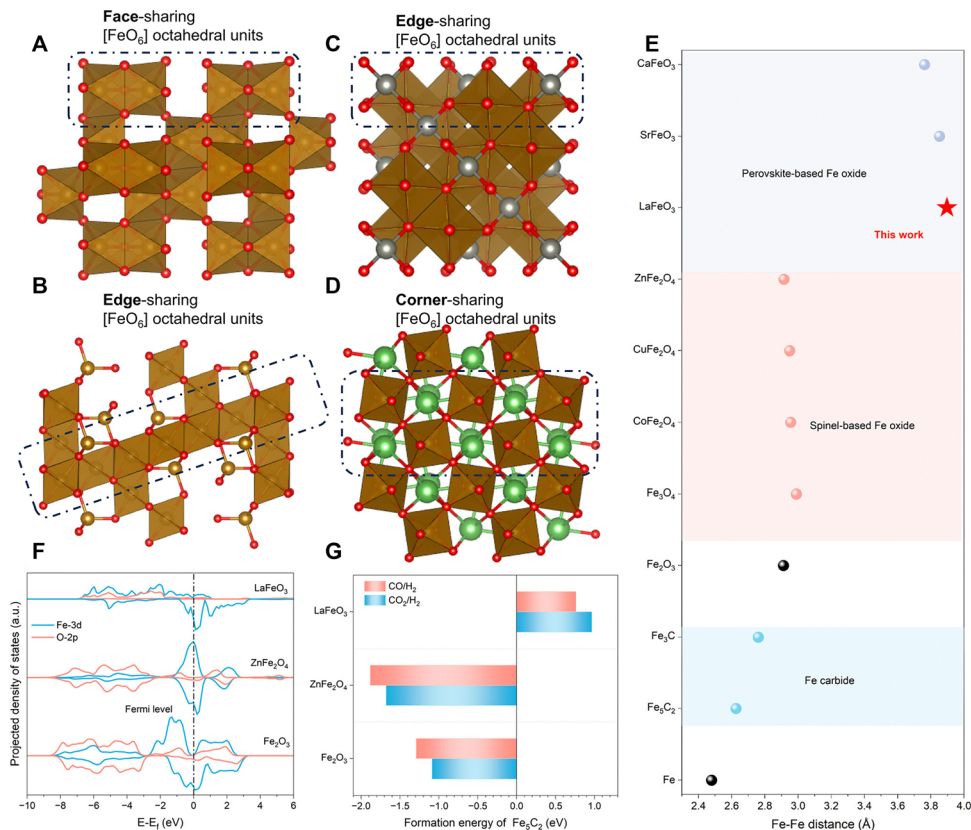 Face-sharing
[FeO₆] octahedral units
A
Edge-sharing
[FeO₆] octahedral units
C
B
Edge-sharing
[FeO₆] octahedral units
D
Corner-sharing
[FeO₆] octahedral units
E
CaFeO₃
SrFeO₃
Perovskite-based Fe oxide
LaFeO₃
This work
ZnFe₂O₄
CuFe₂O₄
CoFe₂O₄
Spinel-based Fe oxide
Fe₃O₄
Fe₂O₃
Fe₃C
Fe carbide
Fe₅C₂
Fe
2.4 2.6 2.8 3.0 3.2 3.4 3.6 3.8 4.0
Fe-Fe distance (Å)
F
Projected density of states (a.u.)
LaFeO₃
Fe-3d
O-2p
ZnFe₂O₄
Fermi level
Fe₂O₃
-10 -8 -6 -4 -2 0 2 4 6
E-E_f (eV)
G
CO/H₂
CO₂/H₂
LaFeO₃
ZnFe₂O₄
Fe₂O₃
-2.0 -1.5 -1.0 -0.5 0.0 0.5 1.0
Formation energy of Fe₅C₂ (eV)